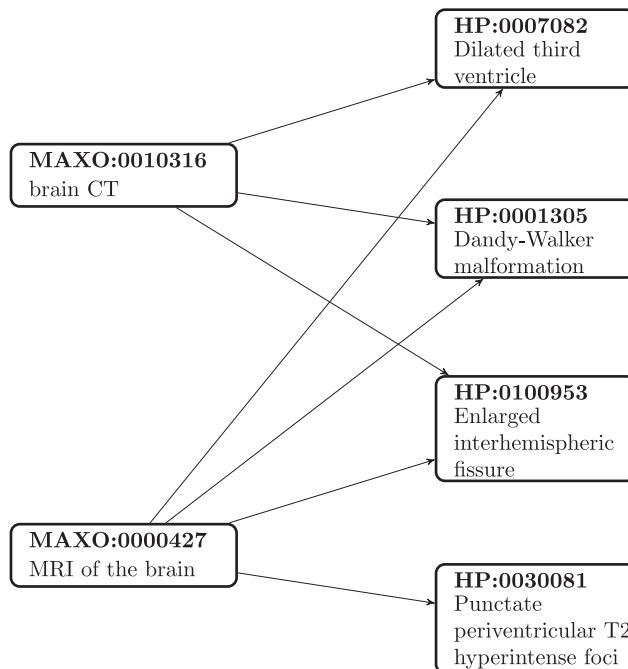 HP:0007082
Dilated third
ventricle
MAXO:0010316
brain CT
HP:0001305
Dandy-Walker
malformation
HP:0100953
Enlarged
interhemispheric
fissure
MAXO:0000427
MRI of the brain
HP:0030081
Punctate
periventricular T2
hyperintense foci